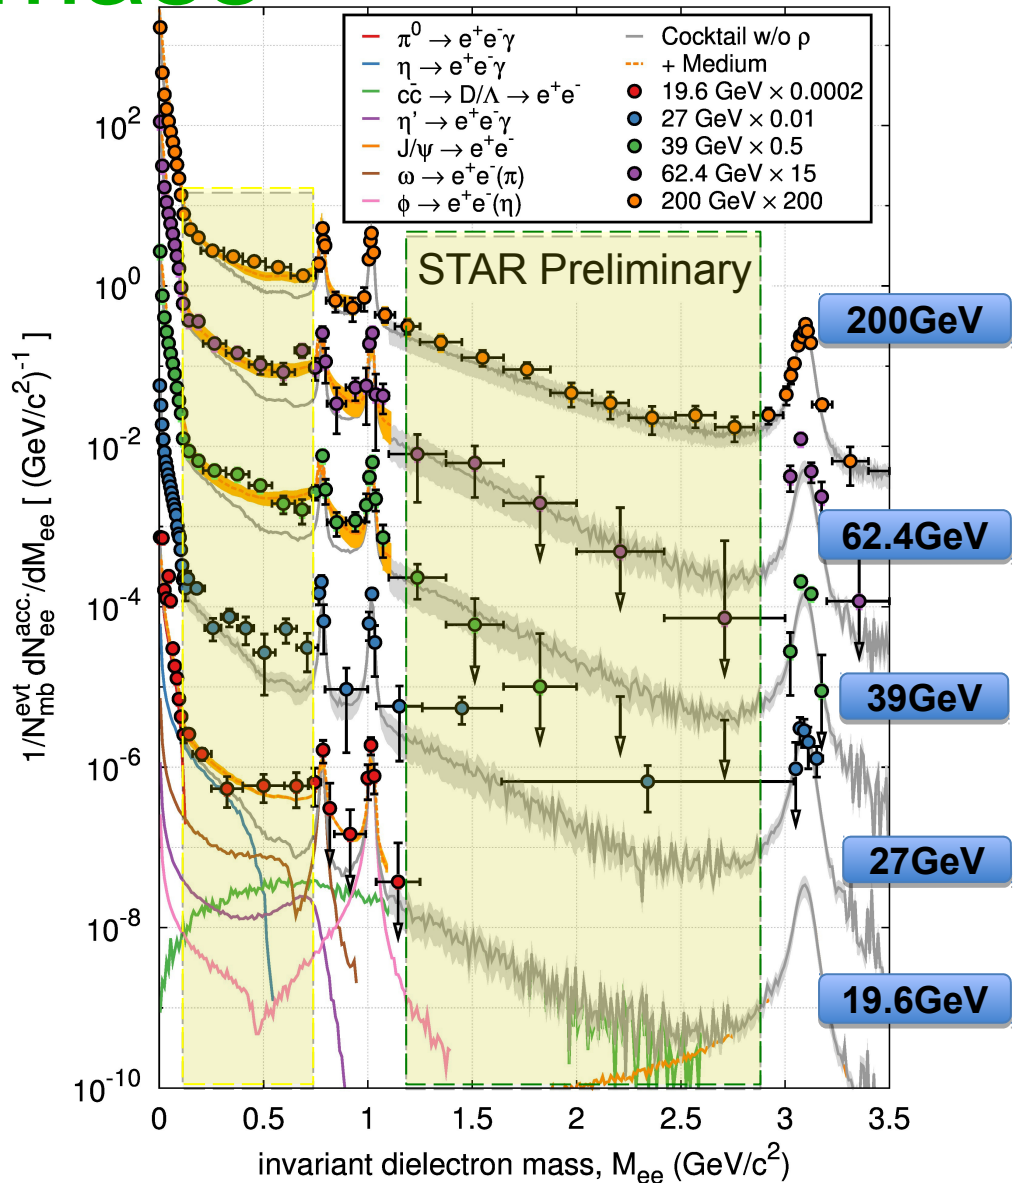 π⁰ → e⁺e⁻γ
η → e⁺e⁻γ
cc̄ → D/Λ → e⁺e⁻
η' → e⁺e⁻γ
J/ψ → e⁺e⁻
ω → e⁺e⁻(π)
ϕ → e⁺e⁻(η)
Cocktail w/o ρ
+ Medium
19.6 GeV × 0.0002
27 GeV × 0.01
39 GeV × 0.5
62.4 GeV × 15
200 GeV × 200
STAR Preliminary
200GeV
62.4GeV
39GeV
27GeV
19.6GeV
1/N^evt_mb dN^acc._ee/dM_ee [ (GeV/c²)⁻¹ ]
10²
10⁰
10⁻²
10⁻⁴
10⁻⁶
10⁻⁸
10⁻¹⁰
0 0.5 1 1.5 2 2.5 3 3.5
invariant dielectron mass, M_ee (GeV/c²)